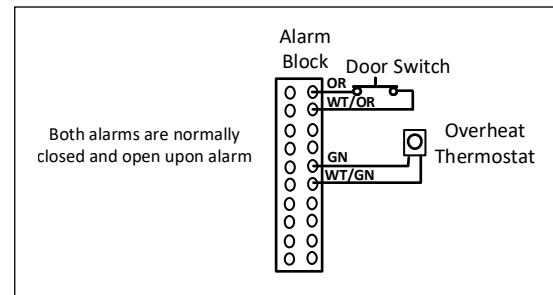 Alarm
Block
Door Switch
OR
WT/OR
Both alarms are normally
closed and open upon alarm
Overheat
Thermostat
GN
WT/GN